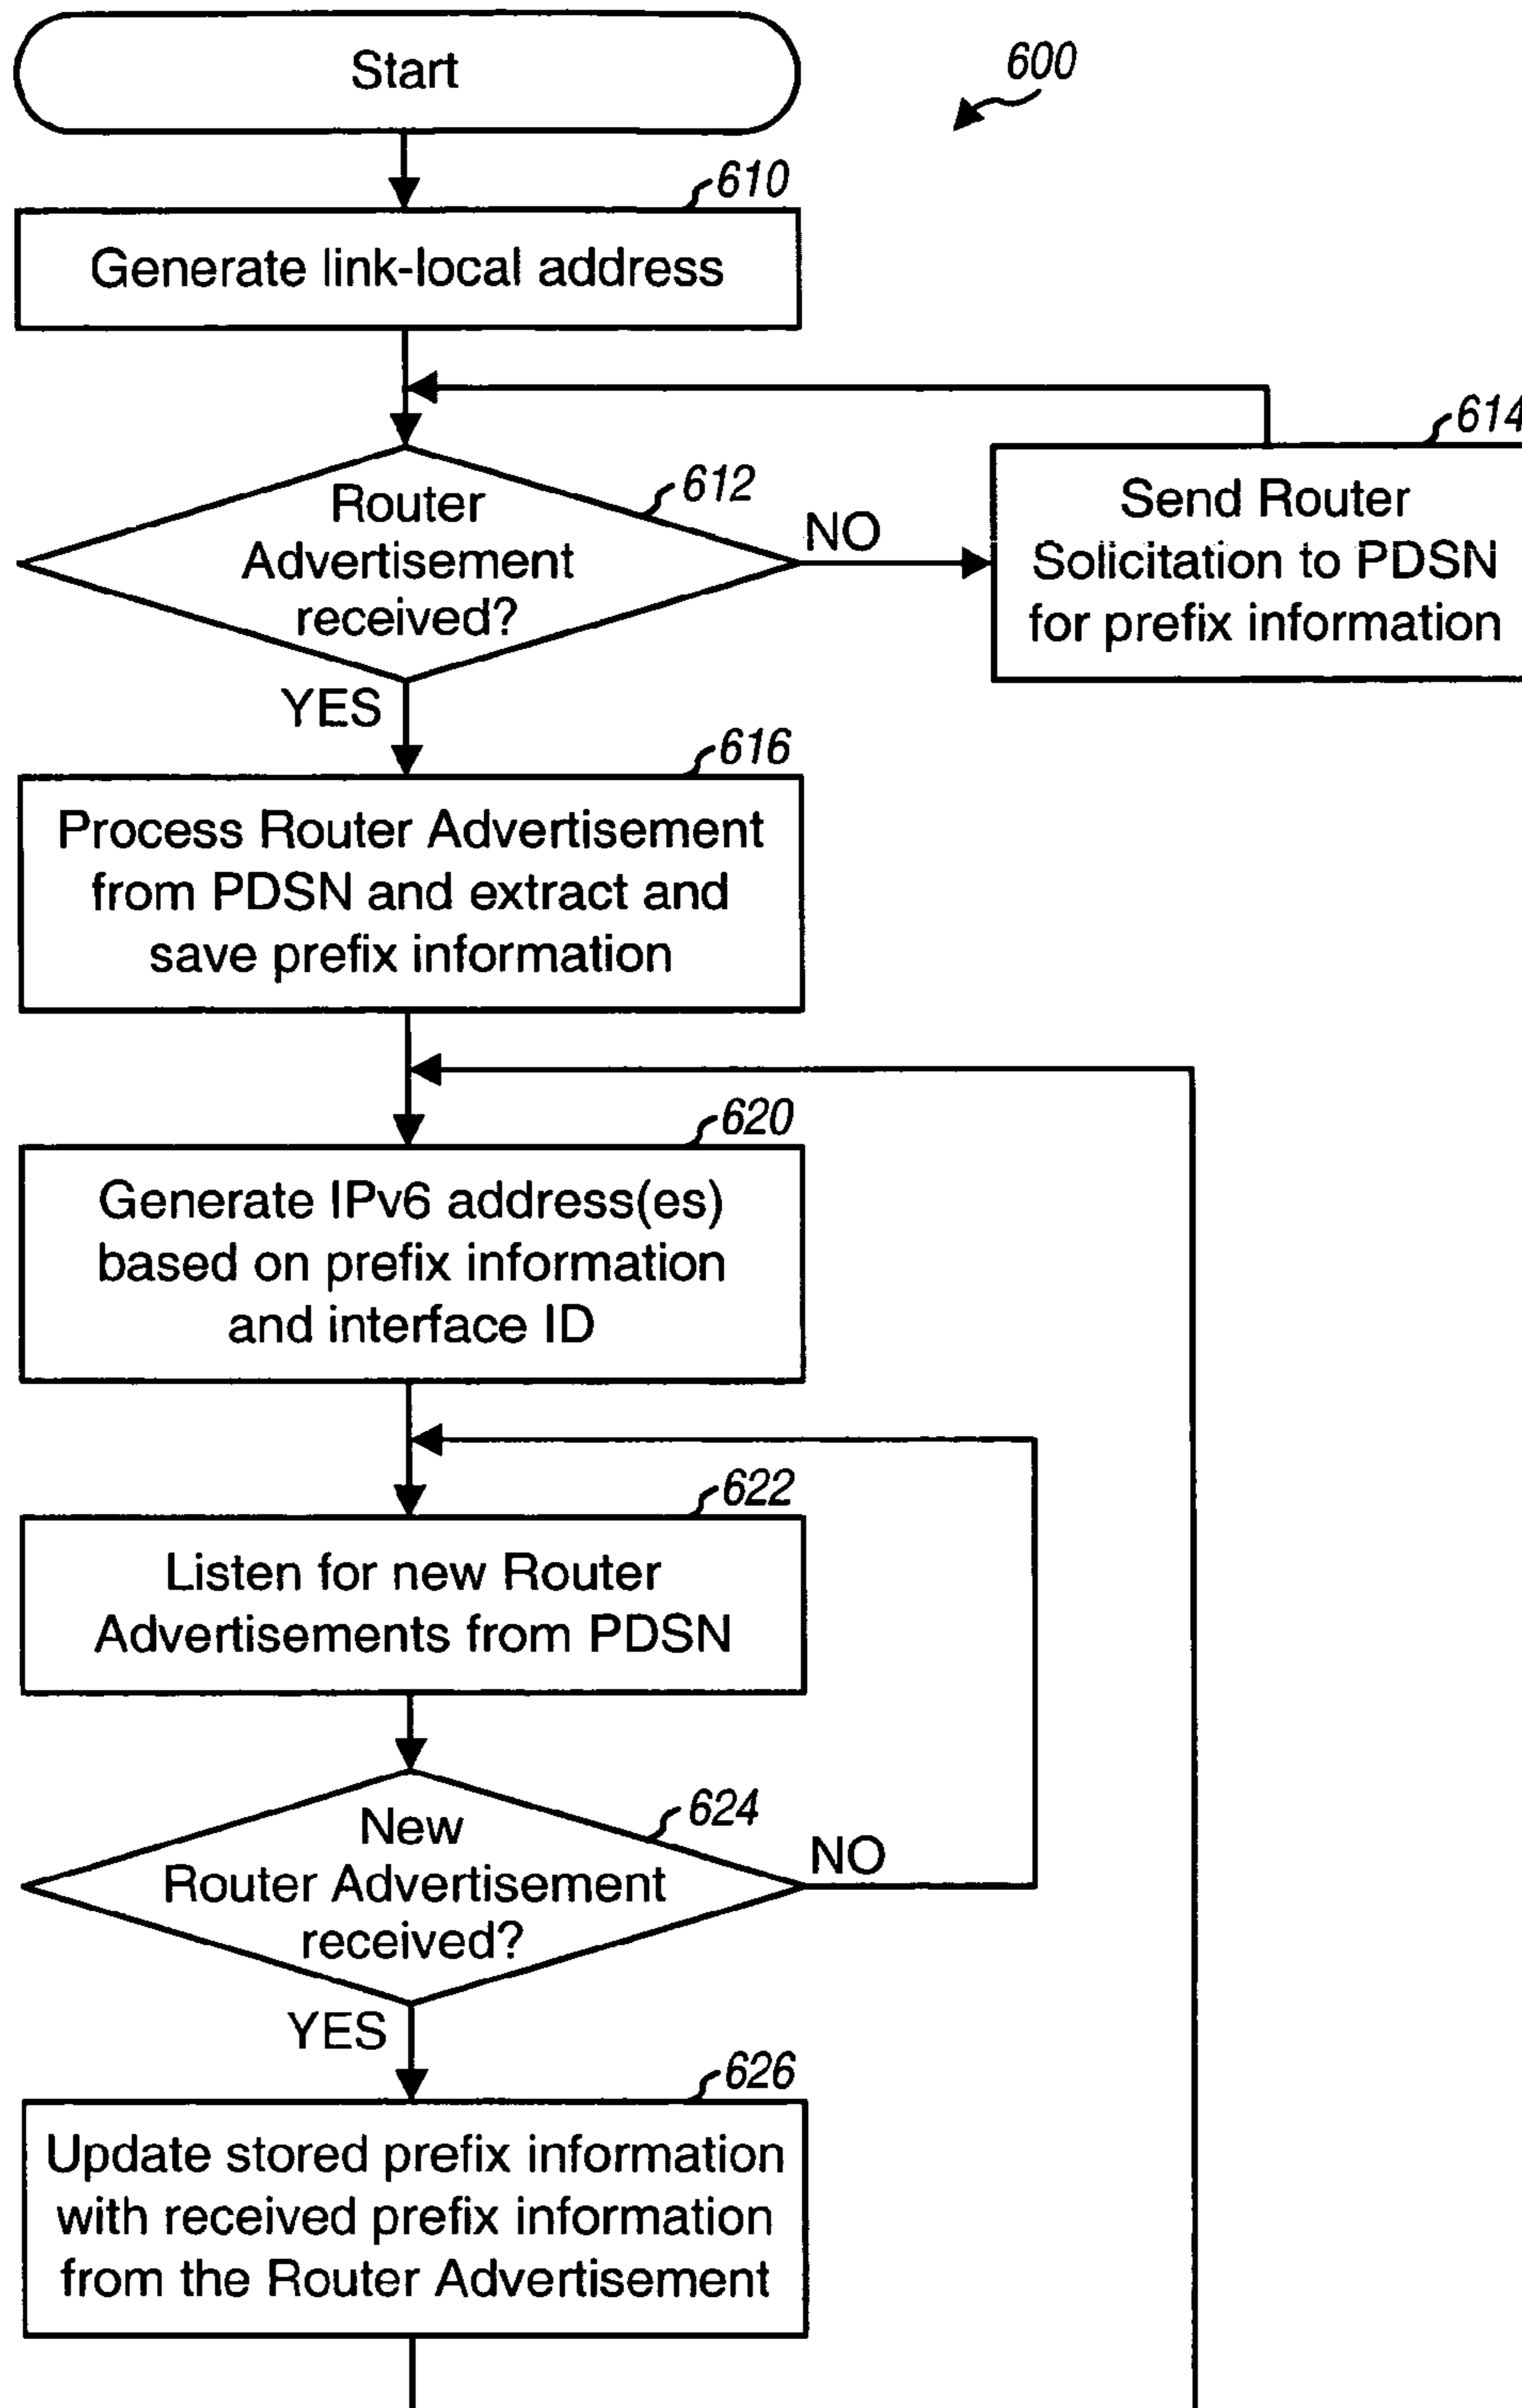 Start
600
610
Generate link-local address
612
Router
Advertisement
received?
NO
614
Send Router
Solicitation to PDSN
for prefix information
YES
616
Process Router Advertisement
from PDSN and extract and
save prefix information
620
Generate IPv6 address(es)
based on prefix information
and interface ID
622
Listen for new Router
Advertisements from PDSN
624
New
Router Advertisement
received?
NO
YES
626
Update stored prefix information
with received prefix information
from the Router Advertisement